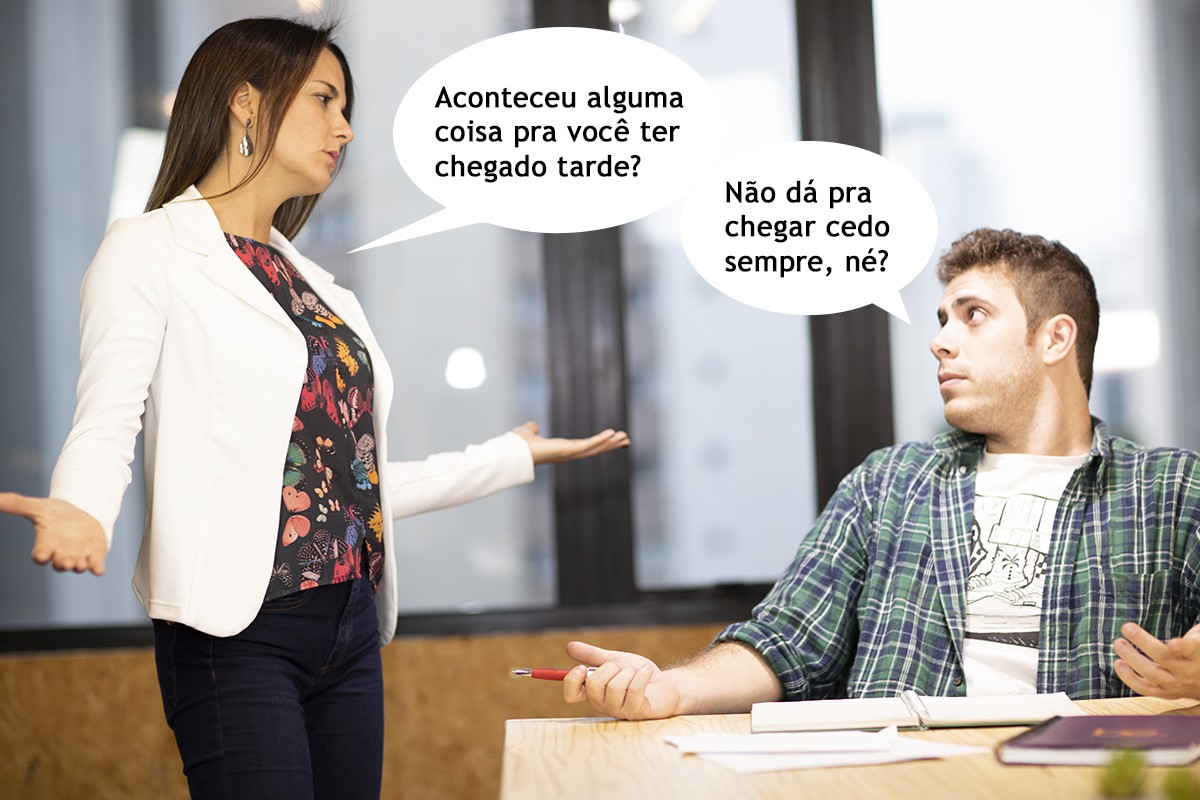 Aconteceu alguma
coisa pra você ter
chegado tarde?
Não dá pra
chegar cedo
sempre, né?